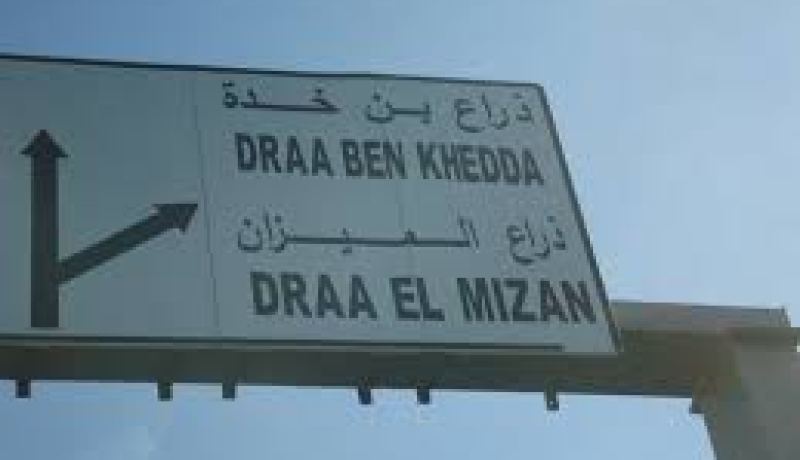 ذراع بن خدة
DRAA BEN KHEDDA
ذراع الميزان
DRAA EL MIZAN